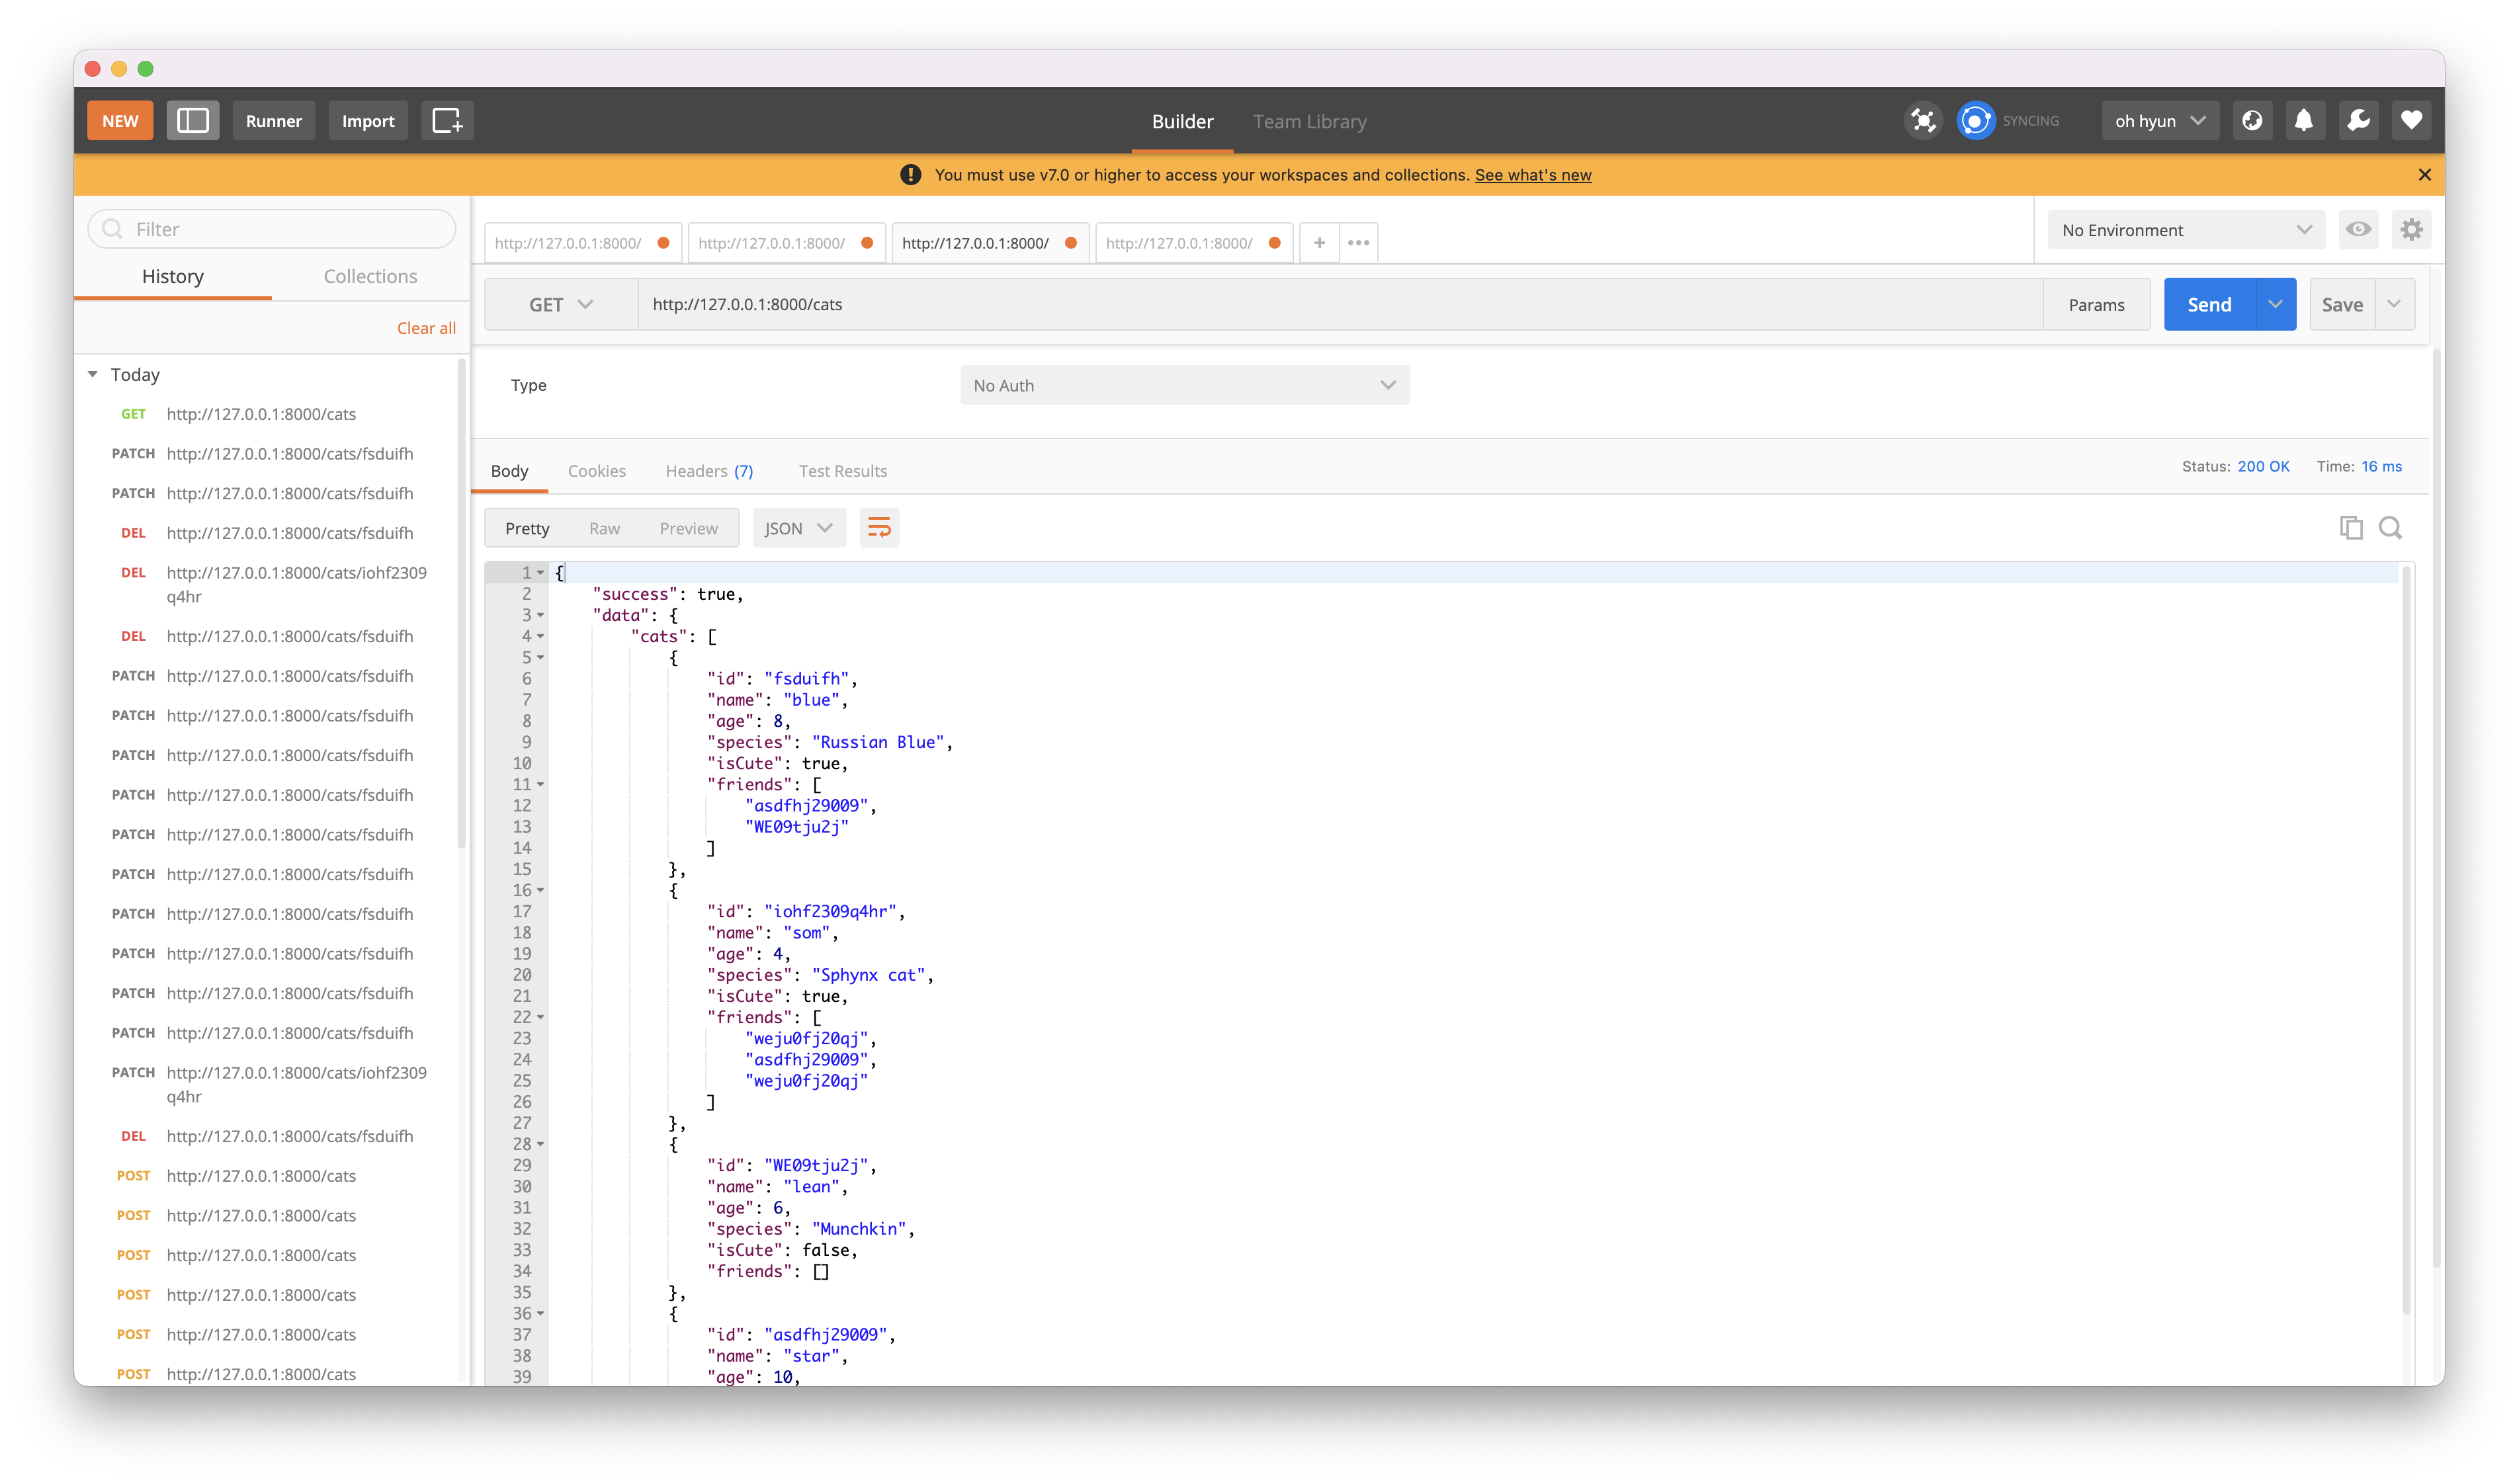 NEW
Runner
Import
Builder
Team Library
SYNCING
oh hyun
You must use v7.0 or higher to access your workspaces and collections. See what's new
Filter
History
Collections
Clear all
Today
GET http://127.0.0.1:8000/cats
PATCH http://127.0.0.1:8000/cats/fsduifh
PATCH http://127.0.0.1:8000/cats/fsduifh
DEL http://127.0.0.1:8000/cats/fsduifh
DEL http://127.0.0.1:8000/cats/iohf2309
q4hr
DEL http://127.0.0.1:8000/cats/fsduifh
PATCH http://127.0.0.1:8000/cats/fsduifh
PATCH http://127.0.0.1:8000/cats/fsduifh
PATCH http://127.0.0.1:8000/cats/fsduifh
PATCH http://127.0.0.1:8000/cats/fsduifh
PATCH http://127.0.0.1:8000/cats/fsduifh
PATCH http://127.0.0.1:8000/cats/fsduifh
PATCH http://127.0.0.1:8000/cats/fsduifh
PATCH http://127.0.0.1:8000/cats/fsduifh
PATCH http://127.0.0.1:8000/cats/fsduifh
PATCH http://127.0.0.1:8000/cats/fsduifh
PATCH http://127.0.0.1:8000/cats/iohf2309
q4hr
DEL http://127.0.0.1:8000/cats/fsduifh
POST http://127.0.0.1:8000/cats
POST http://127.0.0.1:8000/cats
POST http://127.0.0.1:8000/cats
POST http://127.0.0.1:8000/cats
POST http://127.0.0.1:8000/cats
POST http://127.0.0.1:8000/cats
http://127.0.0.1:8000/
http://127.0.0.1:8000/
http://127.0.0.1:8000/
http://127.0.0.1:8000/
No Environment
GET
http://127.0.0.1:8000/cats
Params
Send
Save
Type
No Auth
Body
Cookies
Headers (7)
Test Results
Status: 200 OK
Time: 16 ms
Pretty
Raw
Preview
JSON
1 {
2 "success": true,
3 "data": {
4 "cats": [
5 {
6 "id": "fsduifh",
7 "name": "blue",
8 "age": 8,
9 "species": "Russian Blue",
10 "isCute": true,
11 "friends": [
12 "asdfhj29009",
13 "WE09tju2j"
14 ]
15 },
16 {
17 "id": "iohf2309q4hr",
18 "name": "som",
19 "age": 4,
20 "species": "Sphynx cat",
21 "isCute": true,
22 "friends": [
23 "weju0fj20qj",
24 "asdfhj29009",
25 "weju0fj20qj"
26 ]
27 },
28 {
29 "id": "WE09tju2j",
30 "name": "lean",
31 "age": 6,
32 "species": "Munchkin",
33 "isCute": false,
34 "friends": []
35 },
36 {
37 "id": "asdfhj29009",
38 "name": "star",
39 "age": 10,